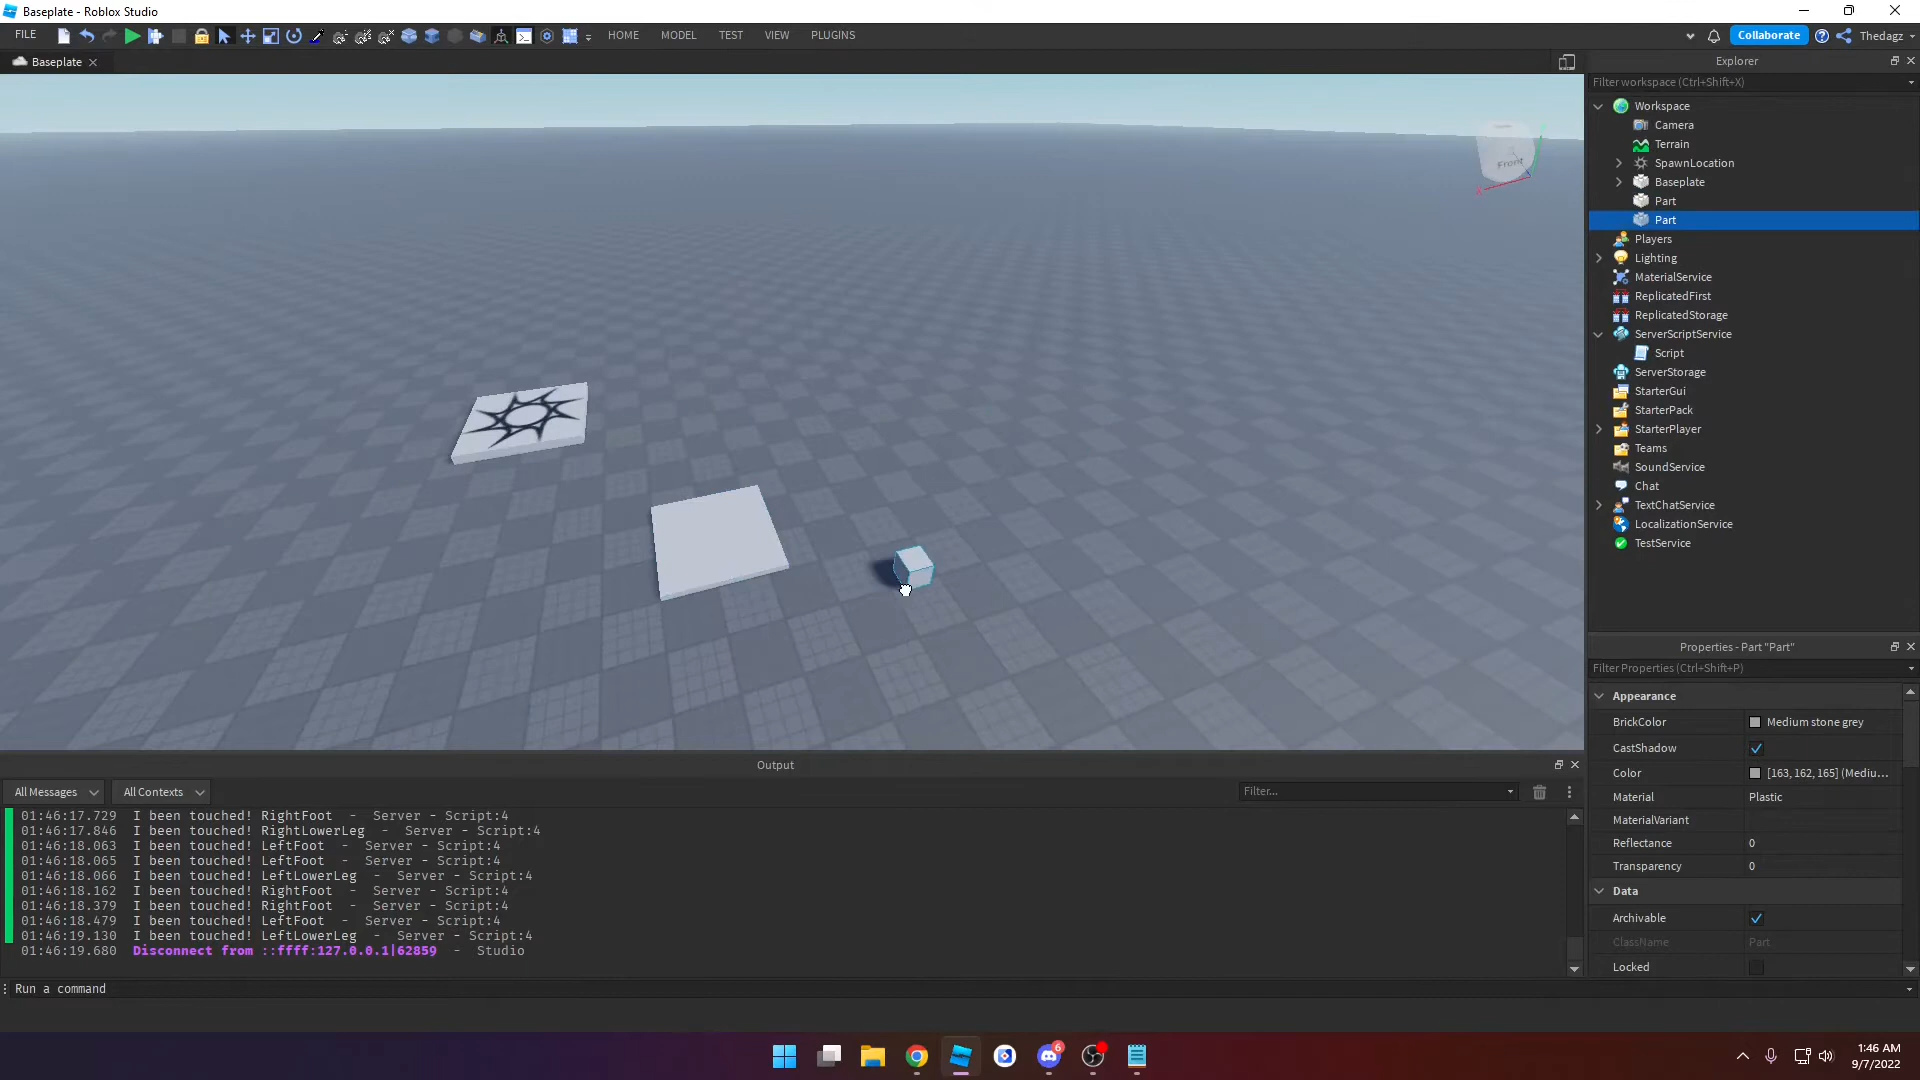 Baseplate - Roblox Studio
FILE
HOME
MODEL
TEST
VIEW
PLUGINS
Collaborate
Thedagz
Baseplate
Explorer
Filter workspace (Ctrl+Shift+X)
Workspace
Camera
Terrain
SpawnLocation
Baseplate
Part
Part
Players
Lighting
MaterialService
ReplicatedFirst
ReplicatedStorage
ServerScriptService
Script
ServerStorage
StarterGui
StarterPack
StarterPlayer
Teams
SoundService
Chat
TextChatService
LocalizationService
TestService
Front
X
Properties - Part "Part"
Filter Properties (Ctrl+Shift+P)
Appearance
BrickColor Medium stone grey
CastShadow
Color [163, 162, 165] (Mediu...
Material Plastic
MaterialVariant
Reflectance 0
Transparency 0
Data
Archivable
ClassName Part
Locked
Output
All Messages
All Contexts
Filter...
01:46:17.729 I been touched! RightFoot - Server - Script:4
01:46:17.846 I been touched! RightLowerLeg - Server - Script:4
01:46:18.063 I been touched! LeftFoot - Server - Script:4
01:46:18.065 I been touched! LeftFoot - Server - Script:4
01:46:18.066 I been touched! LeftLowerLeg - Server - Script:4
01:46:18.162 I been touched! RightFoot - Server - Script:4
01:46:18.379 I been touched! RightFoot - Server - Script:4
01:46:18.479 I been touched! LeftFoot - Server - Script:4
01:46:19.130 I been touched! LeftLowerLeg - Server - Script:4
01:46:19.680 Disconnect from ::ffff:127.0.0.1|62859 - Studio
Run a command
6
1:46 AM
9/7/2022